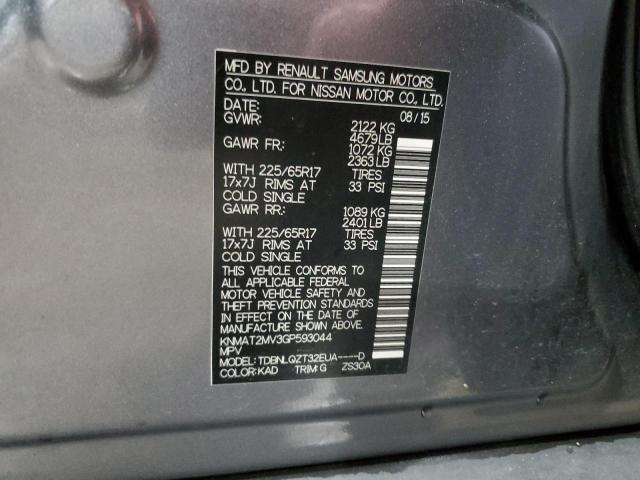 MFD BY RENAULT SAMSUNG MOTORS
CO., LTD. FOR NISSAN MOTOR CO., LTD.
DATE: 08/15
GVWR: 2122 KG
4679 LB
GAWR FR.: 1072 KG
2363 LB
WITH 225/65R17 TIRES
17x7J RIMS AT 33 PSI
COLD SINGLE
GAWR RR.: 1089 KG
2401 LB
WITH 225/65R17 TIRES
17x7J RIMS AT 33 PSI
COLD SINGLE
THIS VEHICLE CONFORMS TO
ALL APPLICABLE FEDERAL
MOTOR VEHICLE SAFETY AND
THEFT PREVENTION STANDARDS
IN EFFECT ON THE DATE OF
MANUFACTURE SHOWN ABOVE.
KNMAT2MV3GP593044
MPV
MODEL: TDBNLQZT32EUA----D
COLOR: KAD TRIM: G ZS30A